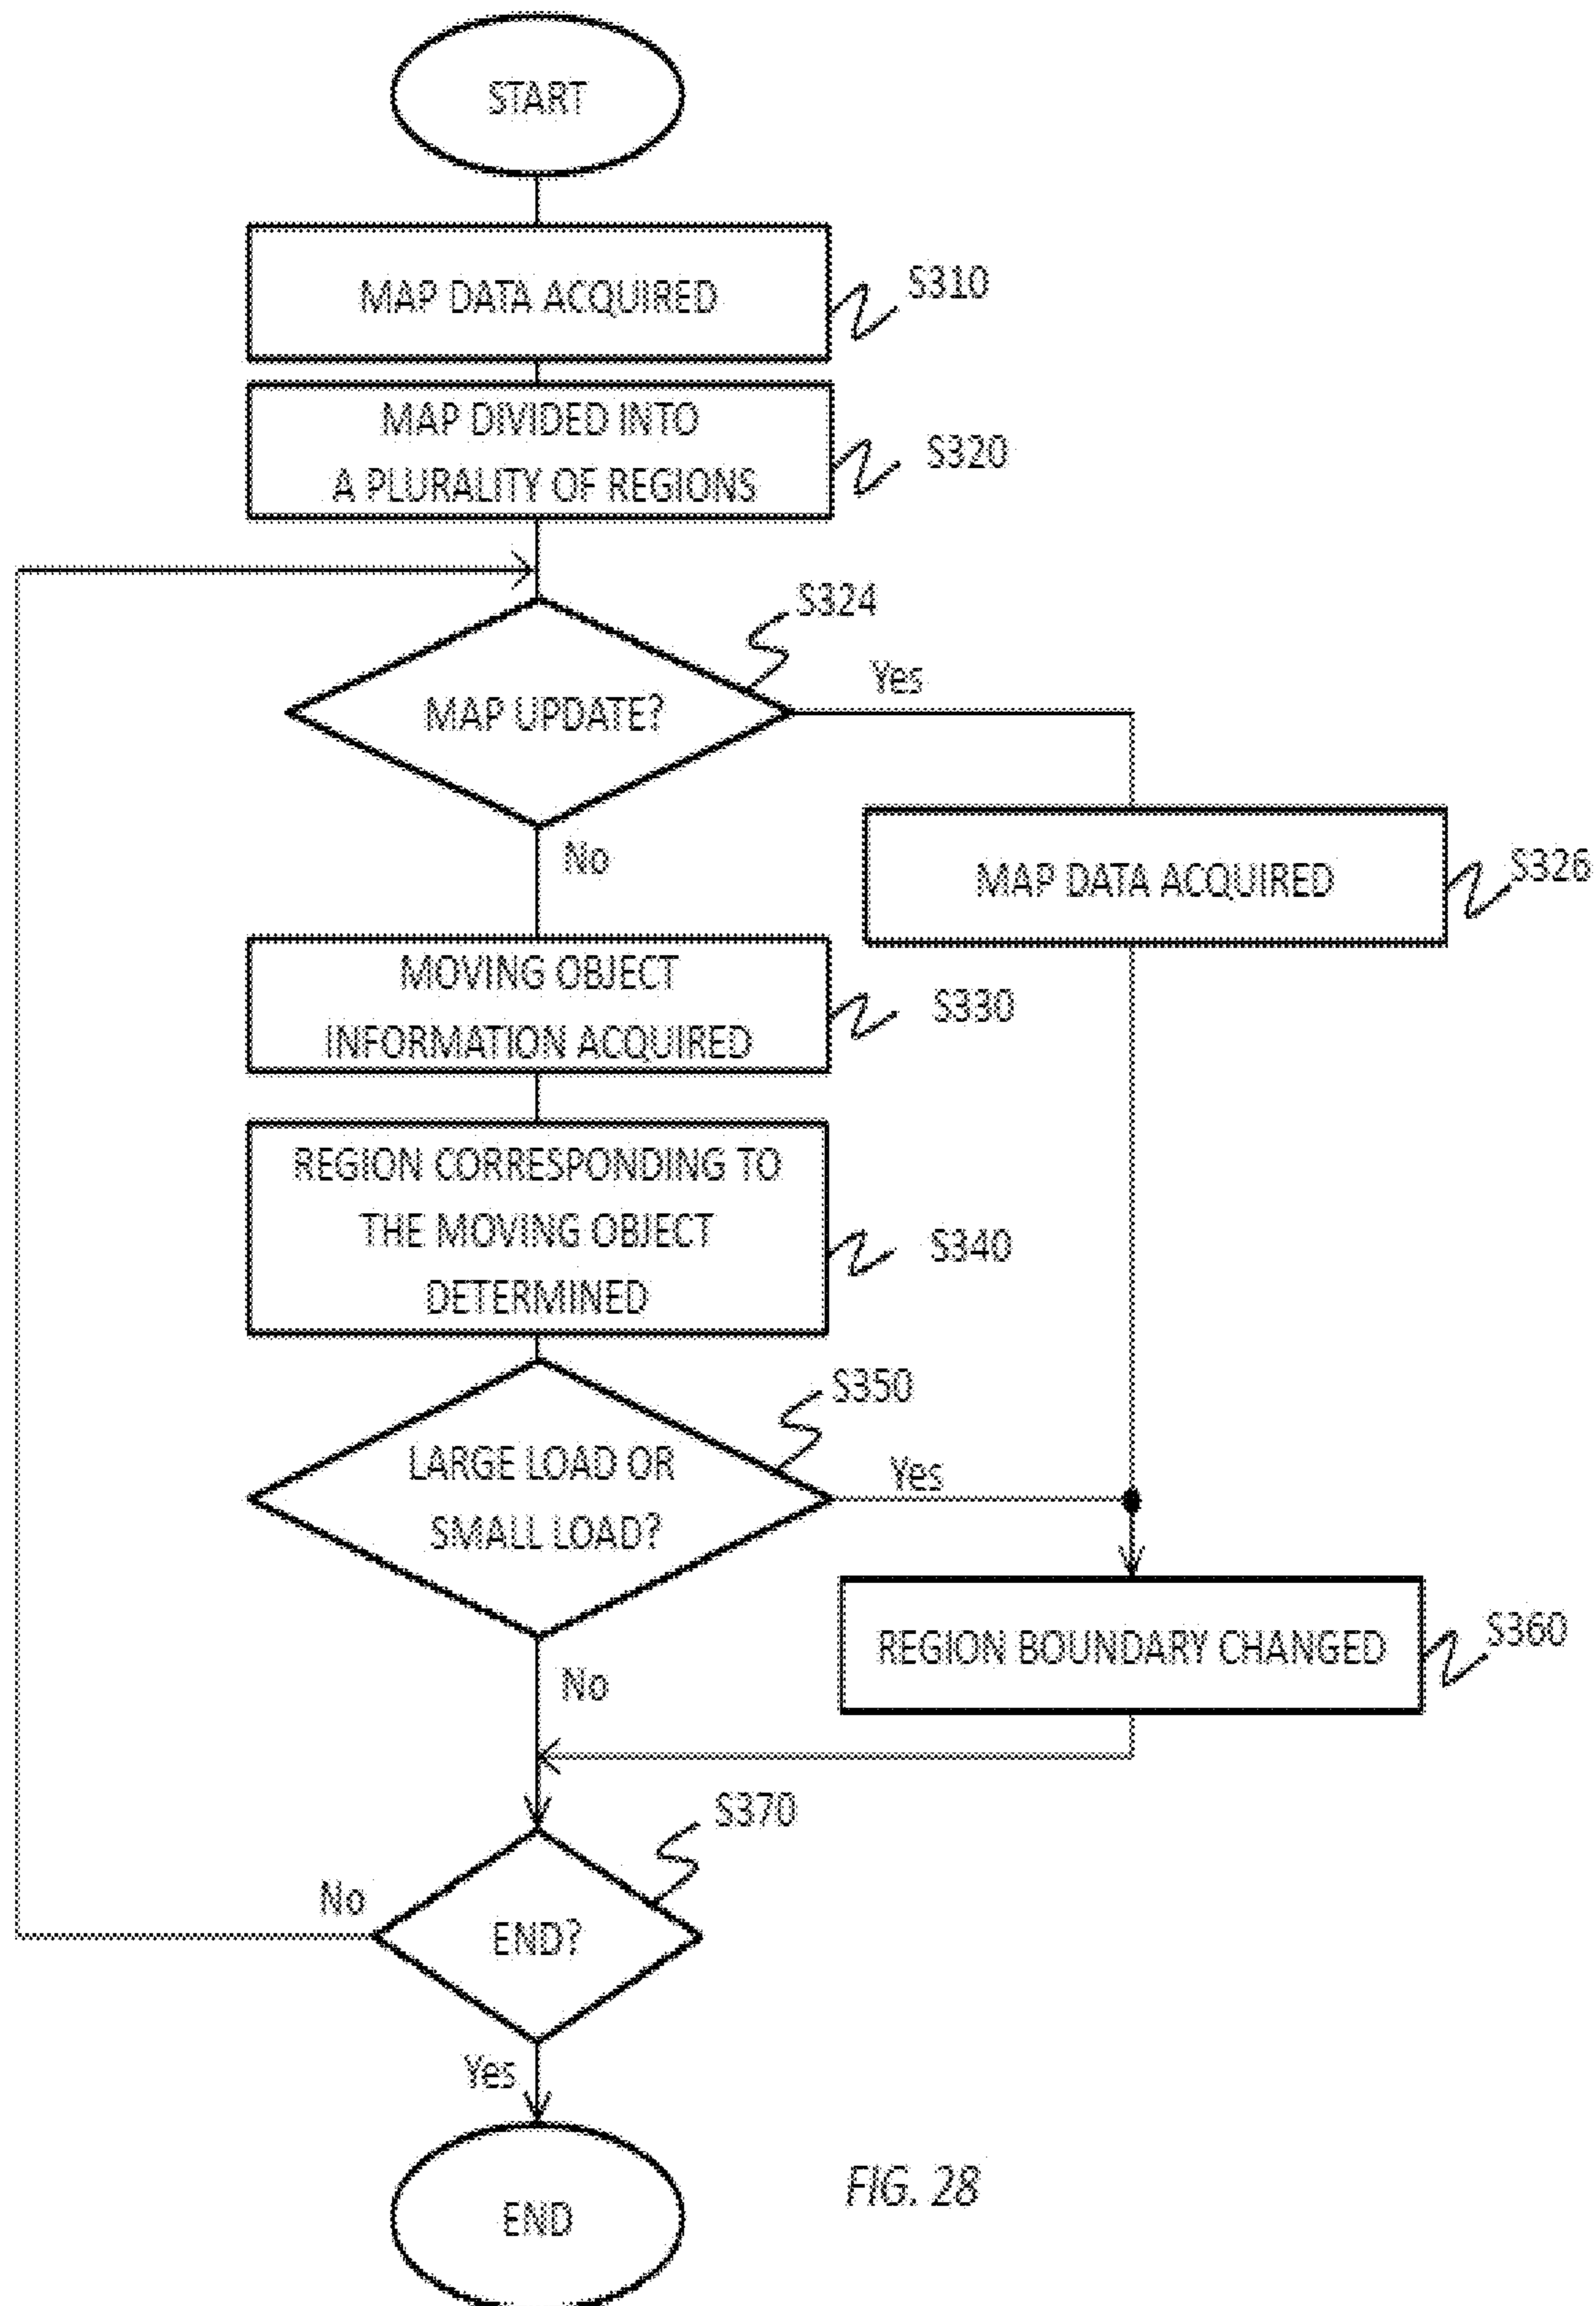 START
MAP DATA ACQUIRED
S310
MAP DIVIDED INTO
A PLURALITY OF REGIONS
S320
S324
MAP UPDATE?
Yes
No
MAP DATA ACQUIRED
S326
MOVING OBJECT
INFORMATION ACQUIRED
S330
REGION CORRESPONDING TO
THE MOVING OBJECT
DETERMINED
S340
S350
LARGE LOAD OR
SMALL LOAD?
Yes
No
REGION BOUNDARY CHANGED
S360
S370
END?
No
Yes
END
FIG. 28